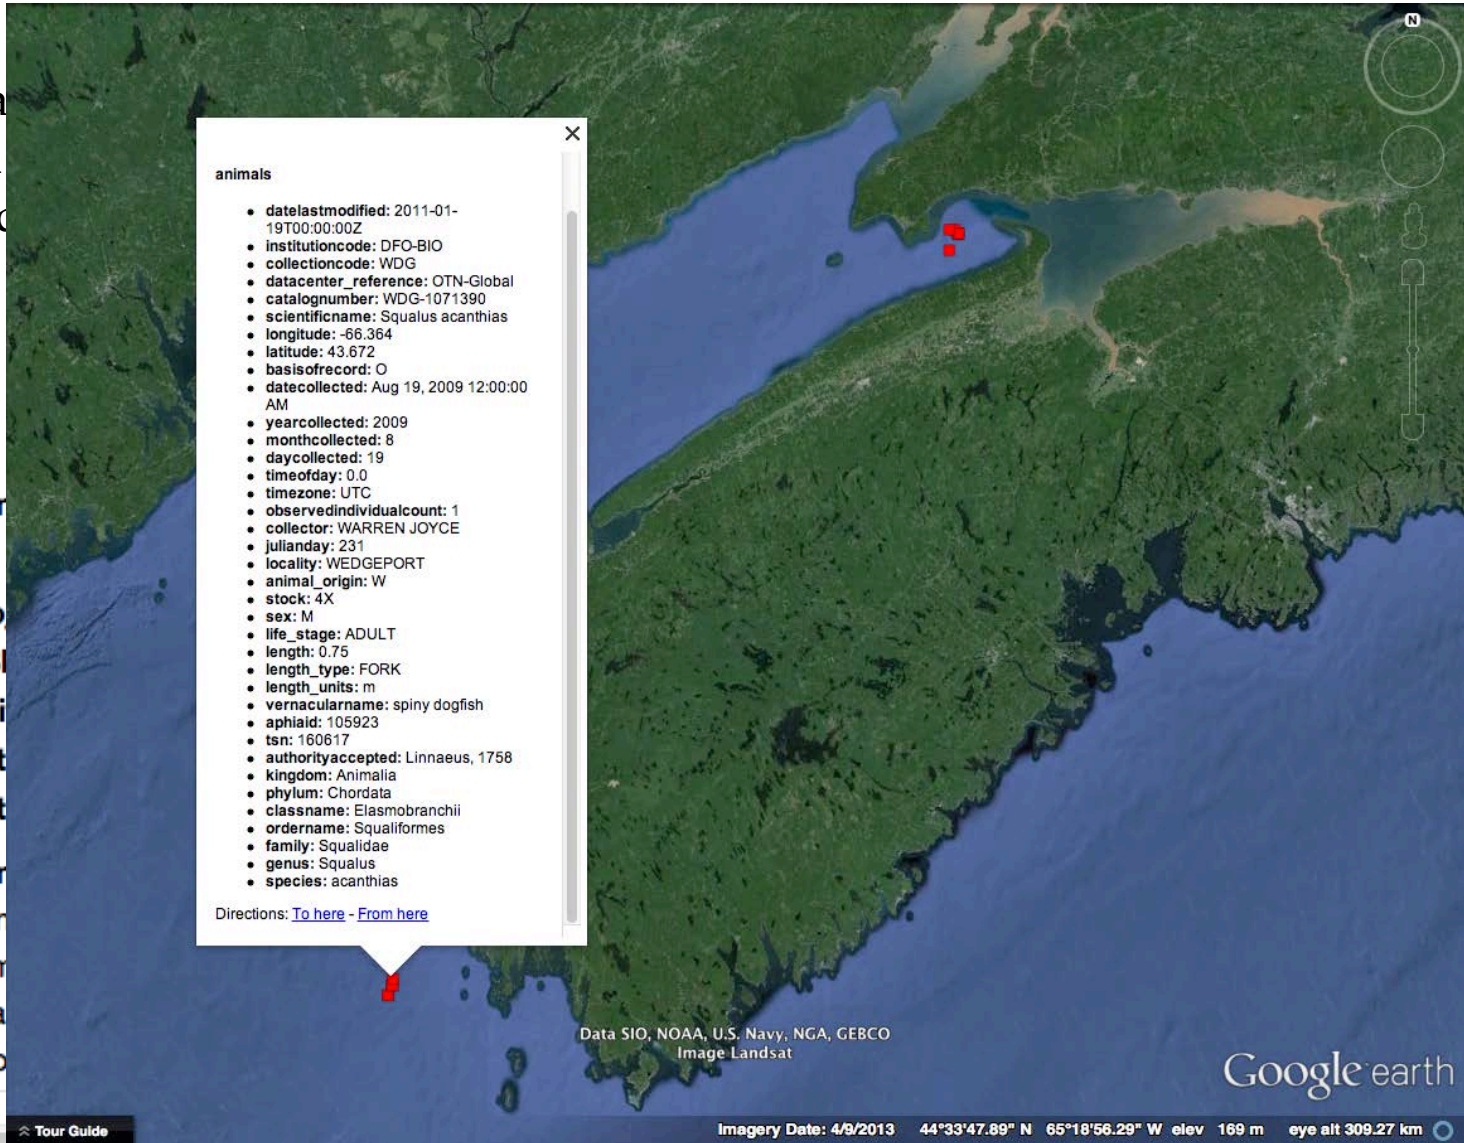 N
animals
• datelastmodified: 2011-01-
19T00:00:00Z
• institutioncode: DFO-BIO
• collectioncode: WDG
• datacenter_reference: OTN-Global
• catalognumber: WDG-1071390
• scientificname: Squalus acanthias
• longitude: -66.364
• latitude: 43.672
• basisofrecord: O
• datecollected: Aug 19, 2009 12:00:00
AM
• yearcollected: 2009
• monthcollected: 8
• daycollected: 19
• timeofday: 0.0
• timezone: UTC
• observedindividualcount: 1
• collector: WARREN JOYCE
• julianday: 231
• locality: WEDGEPORT
• animal_origin: W
• stock: 4X
• sex: M
• life_stage: ADULT
• length: 0.75
• length_type: FORK
• length_units: m
• vernacularname: spiny dogfish
• aphiaid: 105923
• tsn: 160617
• authorityaccepted: Linnaeus, 1758
• kingdom: Animalia
• phylum: Chordata
• classname: Elasmobranchii
• ordername: Squaliformes
• family: Squalidae
• genus: Squalus
• species: acanthias
Directions: To here - From here
Data SIO, NOAA, U.S. Navy, NGA, GEBCO
Image Landsat
Google earth
Tour Guide
Imagery Date: 4/9/2013 44°33'47.89" N 65°18'56.29" W elev 169 m eye alt 309.27 km